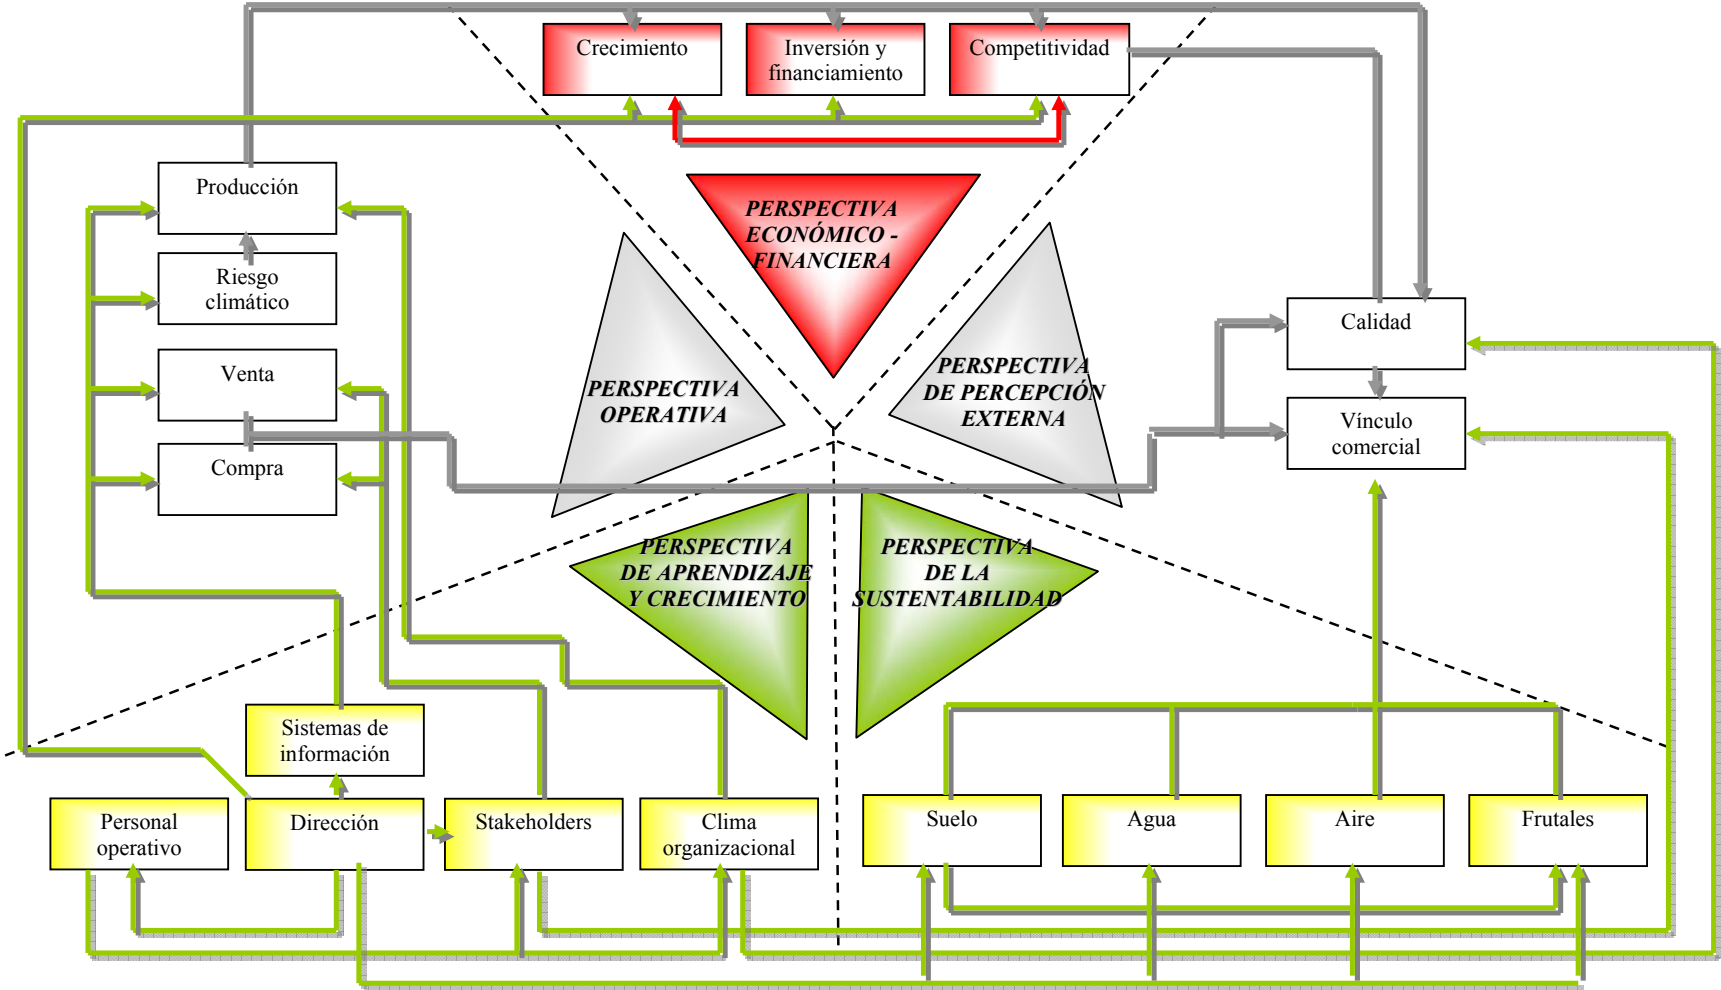 Crecimiento
Inversión y
financiamiento
Competitividad
Producción
Riesgo
climático
Venta
Compra
PERSPECTIVA
ECONÓMICO -
FINANCIERA
PERSPECTIVA
OPERATIVA
PERSPECTIVA
DE PERCEPCIÓN
EXTERNA
Calidad
Vínculo
comercial
PERSPECTIVA
DE APRENDIZAJE
Y CRECIMIENTO
PERSPECTIVA
DE LA
SUSTENTABILIDAD
Sistemas de
información
Personal
operativo
Dirección
Stakeholders
Clima
organizacional
Suelo
Agua
Aire
Frutales